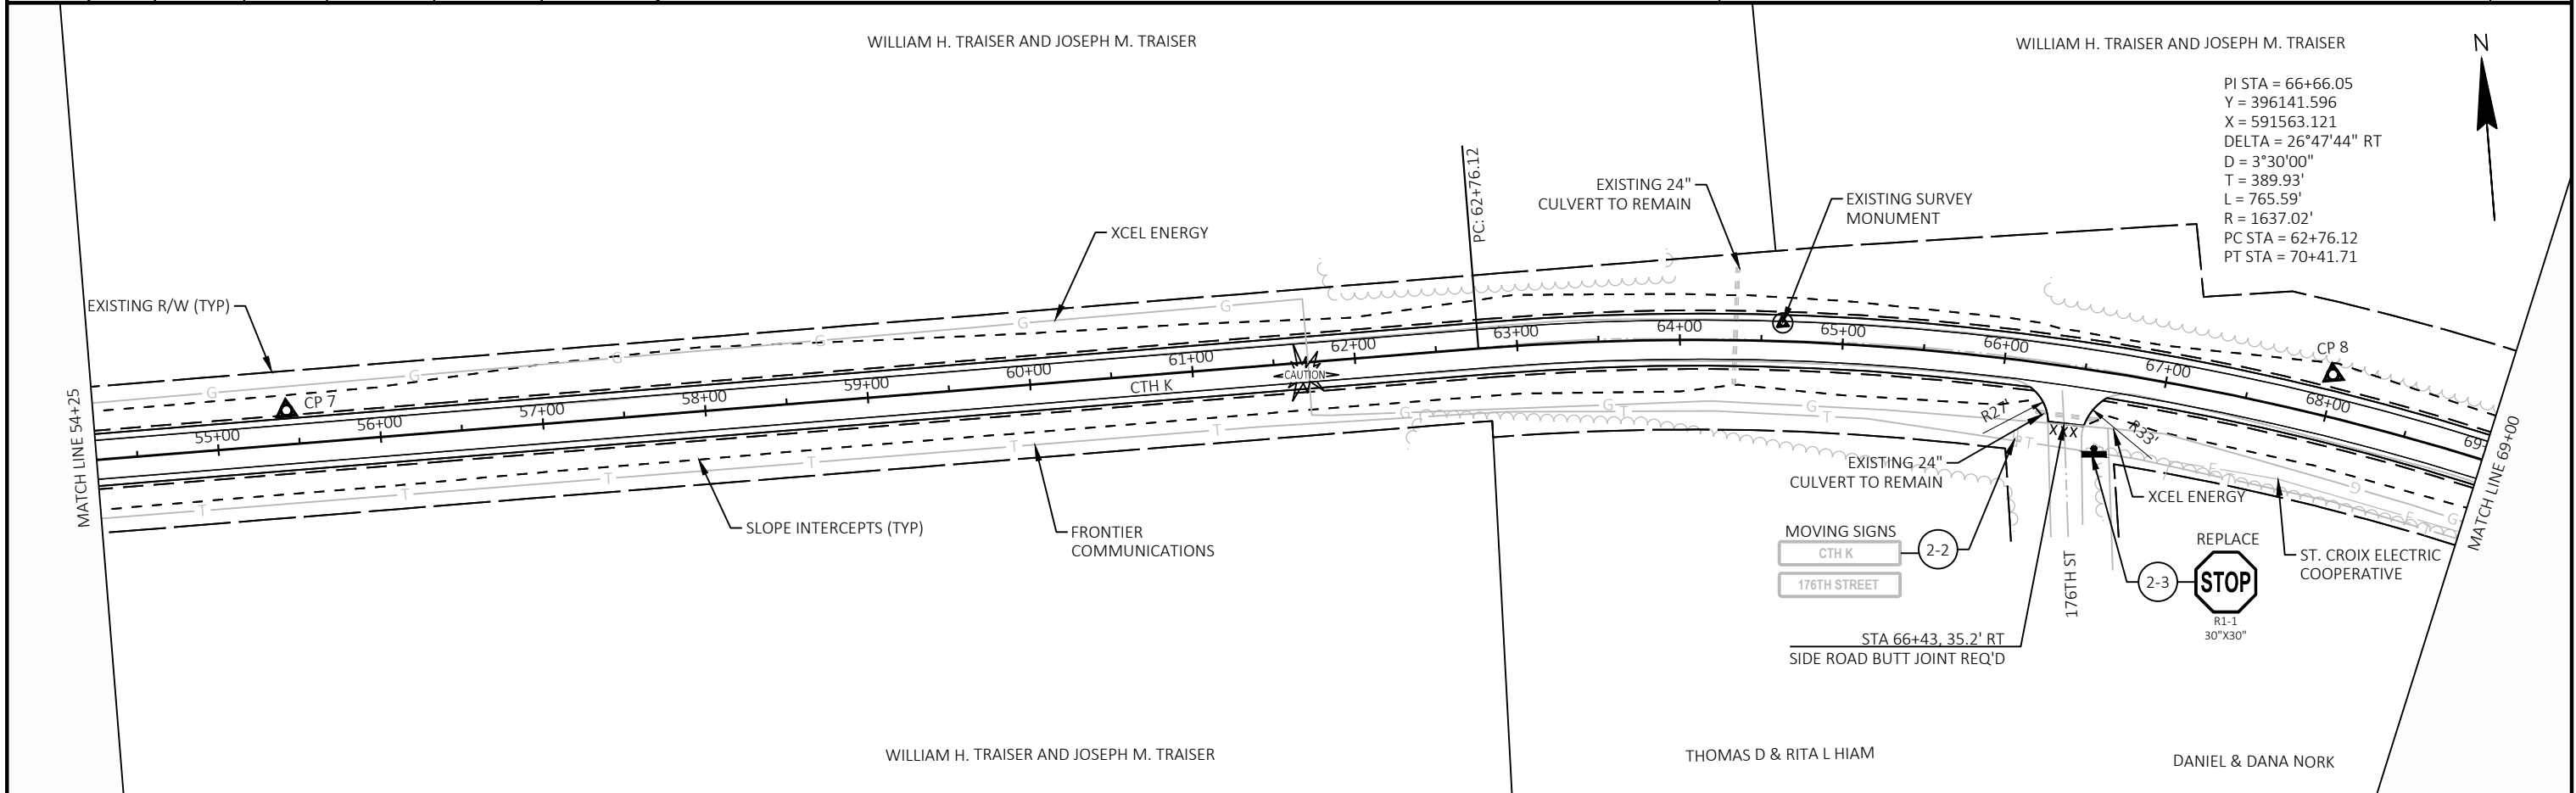 WILLIAM H. TRAISER AND JOSEPH M. TRAISER
WILLIAM H. TRAISER AND JOSEPH M. TRAISER
N
PI STA = 66+66.05
Y = 396141.596
X = 591563.121
DELTA = 26°47'44" RT
D = 3°30'00"
T = 389.93'
L = 765.59'
R = 1637.02'
PC STA = 62+76.12
PT STA = 70+41.71
PC: 62+76.12
EXISTING 24"
CULVERT TO REMAIN
EXISTING SURVEY
MONUMENT
XCEL ENERGY
EXISTING R/W (TYP)
MATCH LINE 54+25
CP 7
55+00
56+00
57+00
58+00
59+00
60+00
61+00
62+00
63+00
64+00
65+00
66+00
67+00
68+00
69
CTH K
CAUTION
CP 8
MATCH LINE 69+00
G G G G G G
T T T T T T
G G G
T T
R27'
XXX
R33'
EXISTING 24"
CULVERT TO REMAIN
XCEL ENERGY
SLOPE INTERCEPTS (TYP)
FRONTIER
COMMUNICATIONS
MOVING SIGNS
CTH K
176TH STREET
2-2
176TH ST
2-3
REPLACE
STOP
R1-1
30"X30"
ST. CROIX ELECTRIC
COOPERATIVE
STA 66+43, 35.2' RT
SIDE ROAD BUTT JOINT REQ'D
WILLIAM H. TRAISER AND JOSEPH M. TRAISER
THOMAS D & RITA L HIAM
DANIEL & DANA NORK